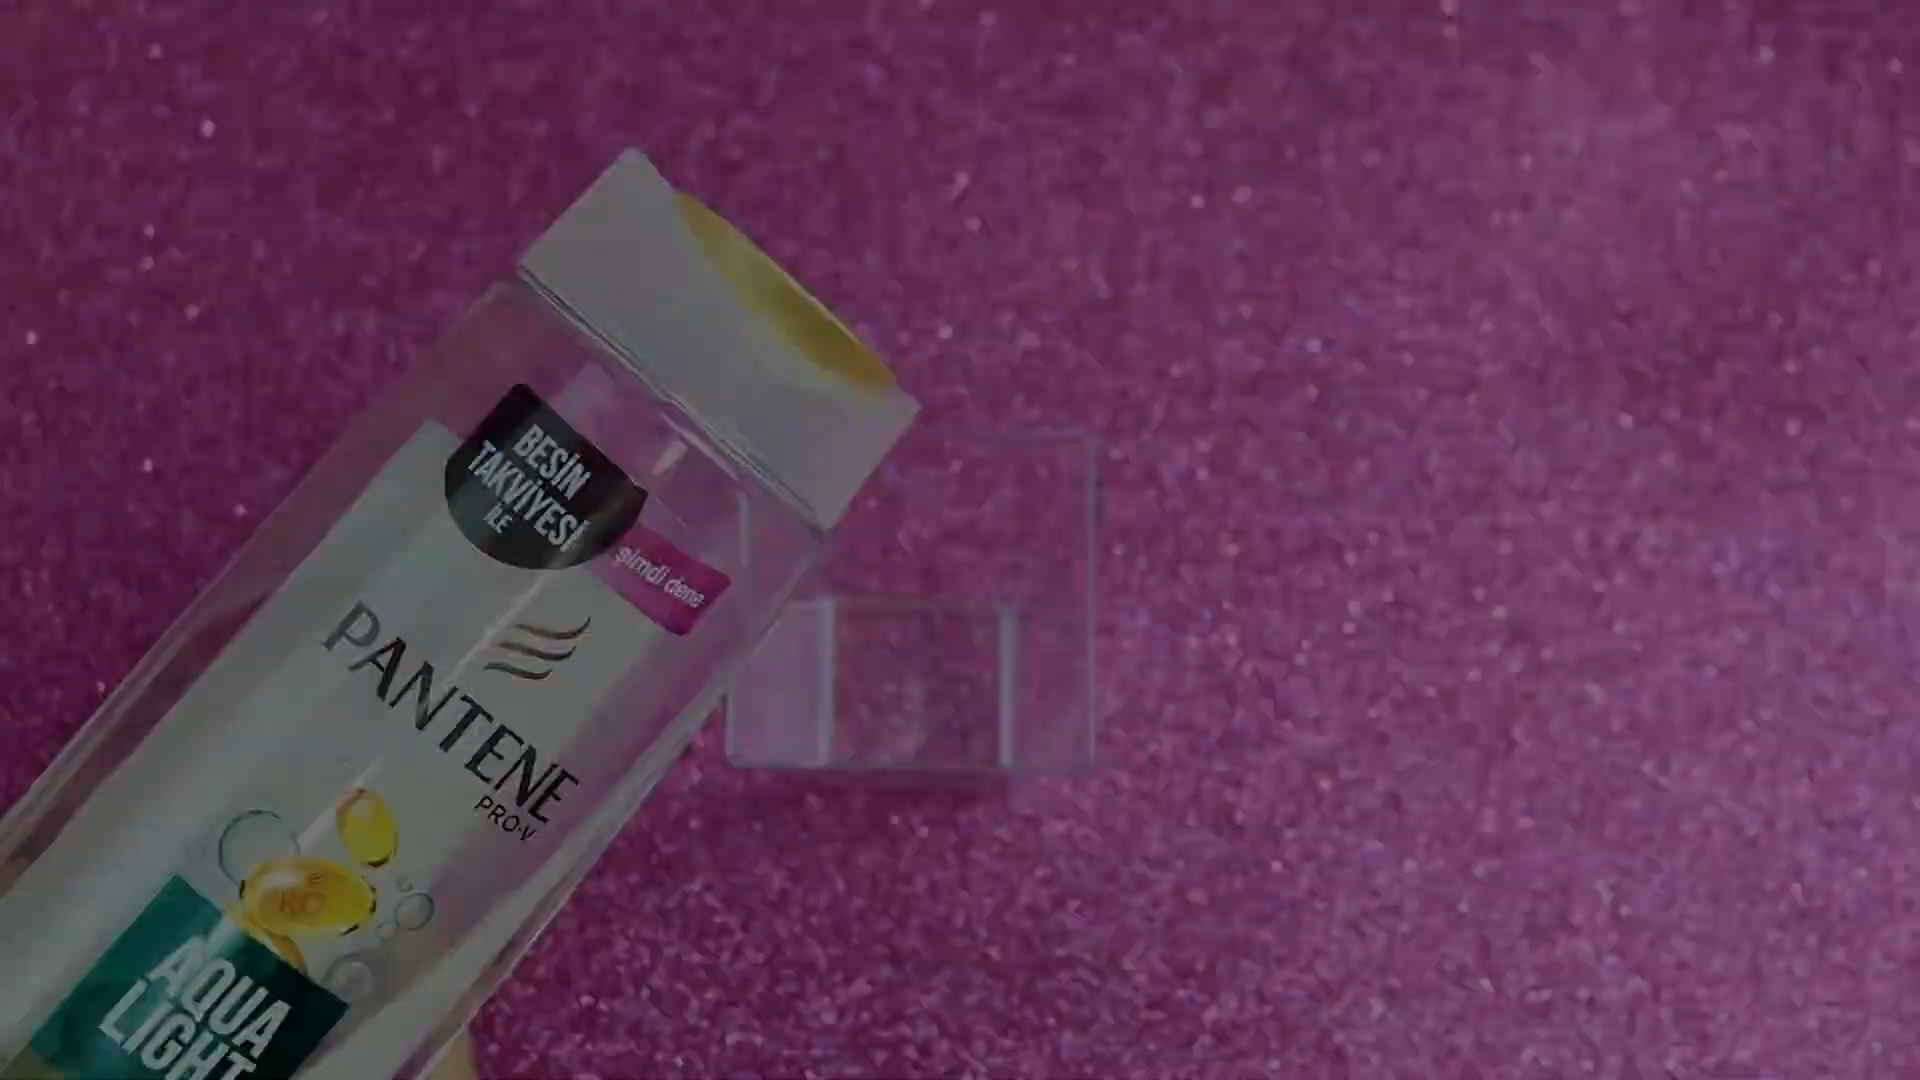 BESİN
TAKVİYESİ
İLE
şimdi dene
PANTENE
PRO-V
AQUA
LIGHT